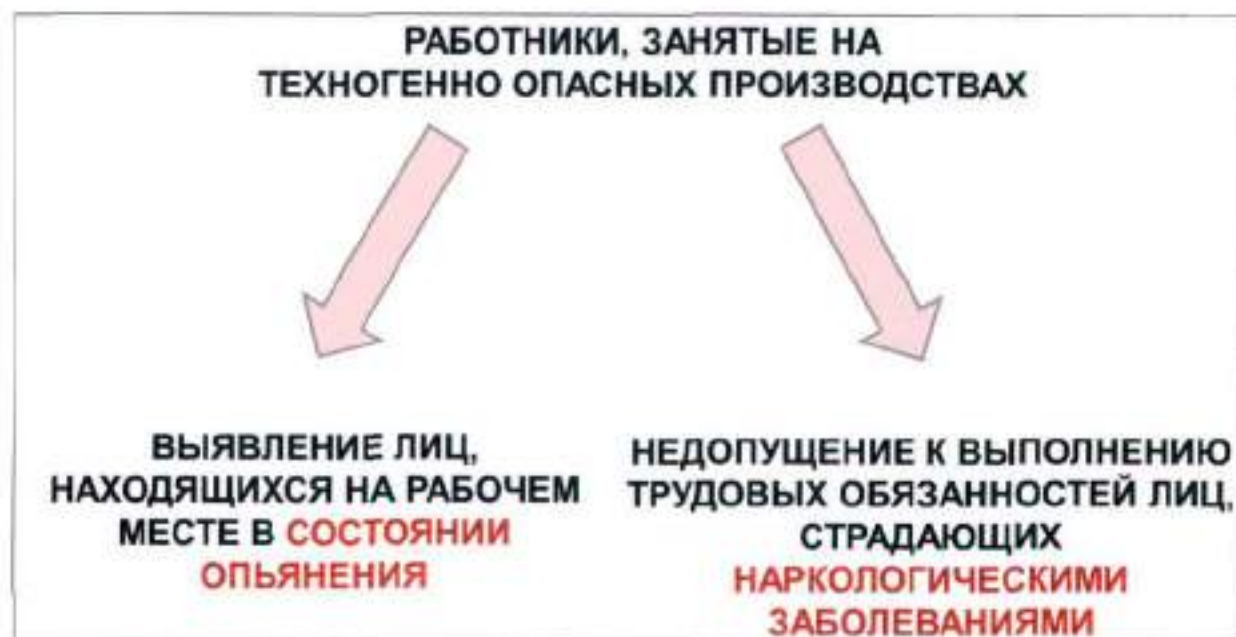 РАБОТНИКИ, ЗАНЯТЫЕ НА
ТЕХНОГЕННО ОПАСНЫХ ПРОИЗВОДСТВАХ
ВЫЯВЛЕНИЕ ЛИЦ,
НАХОДЯЩИХСЯ НА РАБОЧЕМ
МЕСТЕ В СОСТОЯНИИ
ОПЬЯНЕНИЯ
НЕДОПУЩЕНИЕ К ВЫПОЛНЕНИЮ
ТРУДОВЫХ ОБЯЗАННОСТЕЙ ЛИЦ,
СТРАДАЮЩИХ
НАРКОЛОГИЧЕСКИМИ
ЗАБОЛЕВАНИЯМИ